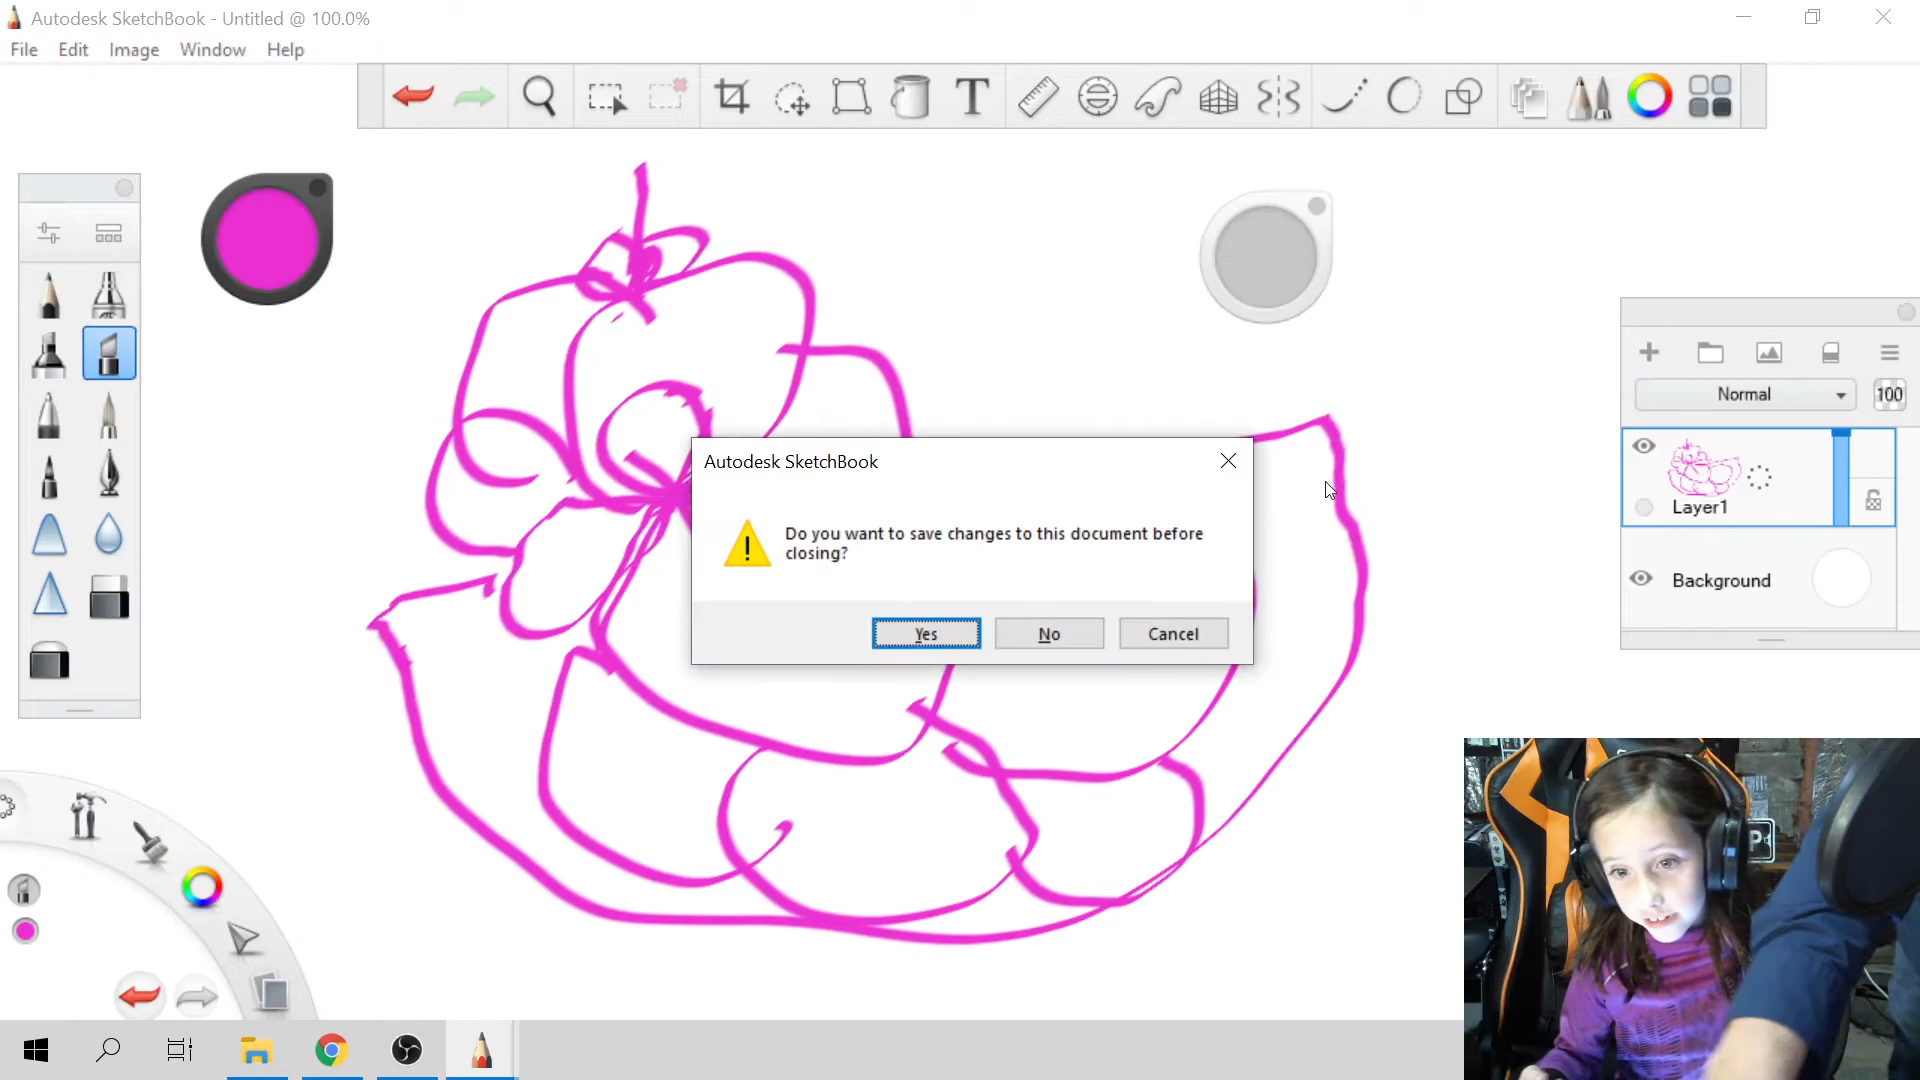 Autodesk SketchBook - Untitled @ 100.0%
File Edit Image Window Help
T
Normal
100
Layer1
Background
Autodesk SketchBook
Do you want to save changes to this document before
closing?
Yes No Cancel
P